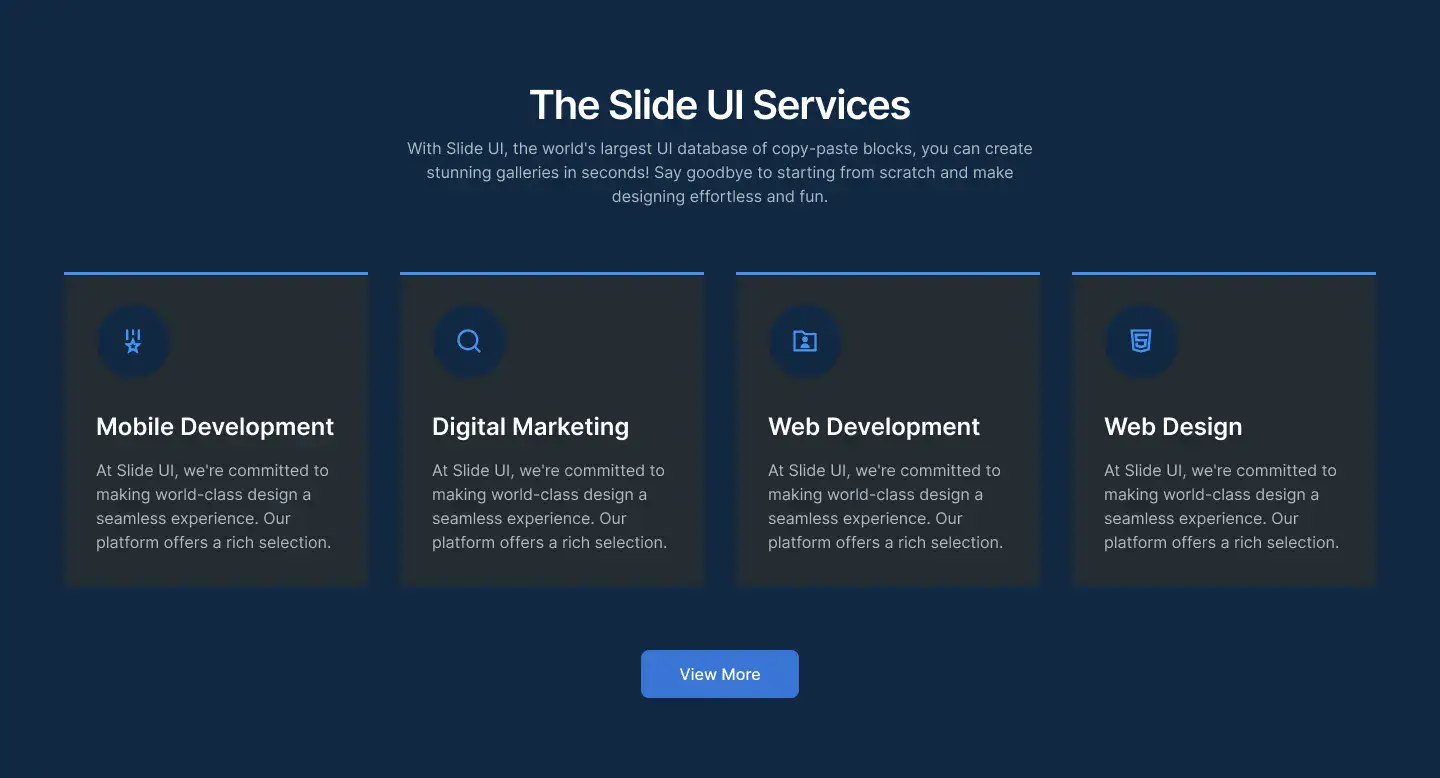 The Slide UI Services
With Slide UI, the world's largest UI database of copy-paste blocks, you can create
stunning galleries in seconds! Say goodbye to starting from scratch and make
designing effortless and fun.
Mobile Development
At Slide UI, we're committed to
making world-class design a
seamless experience. Our
platform offers a rich selection.
Digital Marketing
At Slide UI, we're committed to
making world-class design a
seamless experience. Our
platform offers a rich selection.
Web Development
At Slide UI, we're committed to
making world-class design a
seamless experience. Our
platform offers a rich selection.
Web Design
At Slide UI, we're committed to
making world-class design a
seamless experience. Our
platform offers a rich selection.
View More